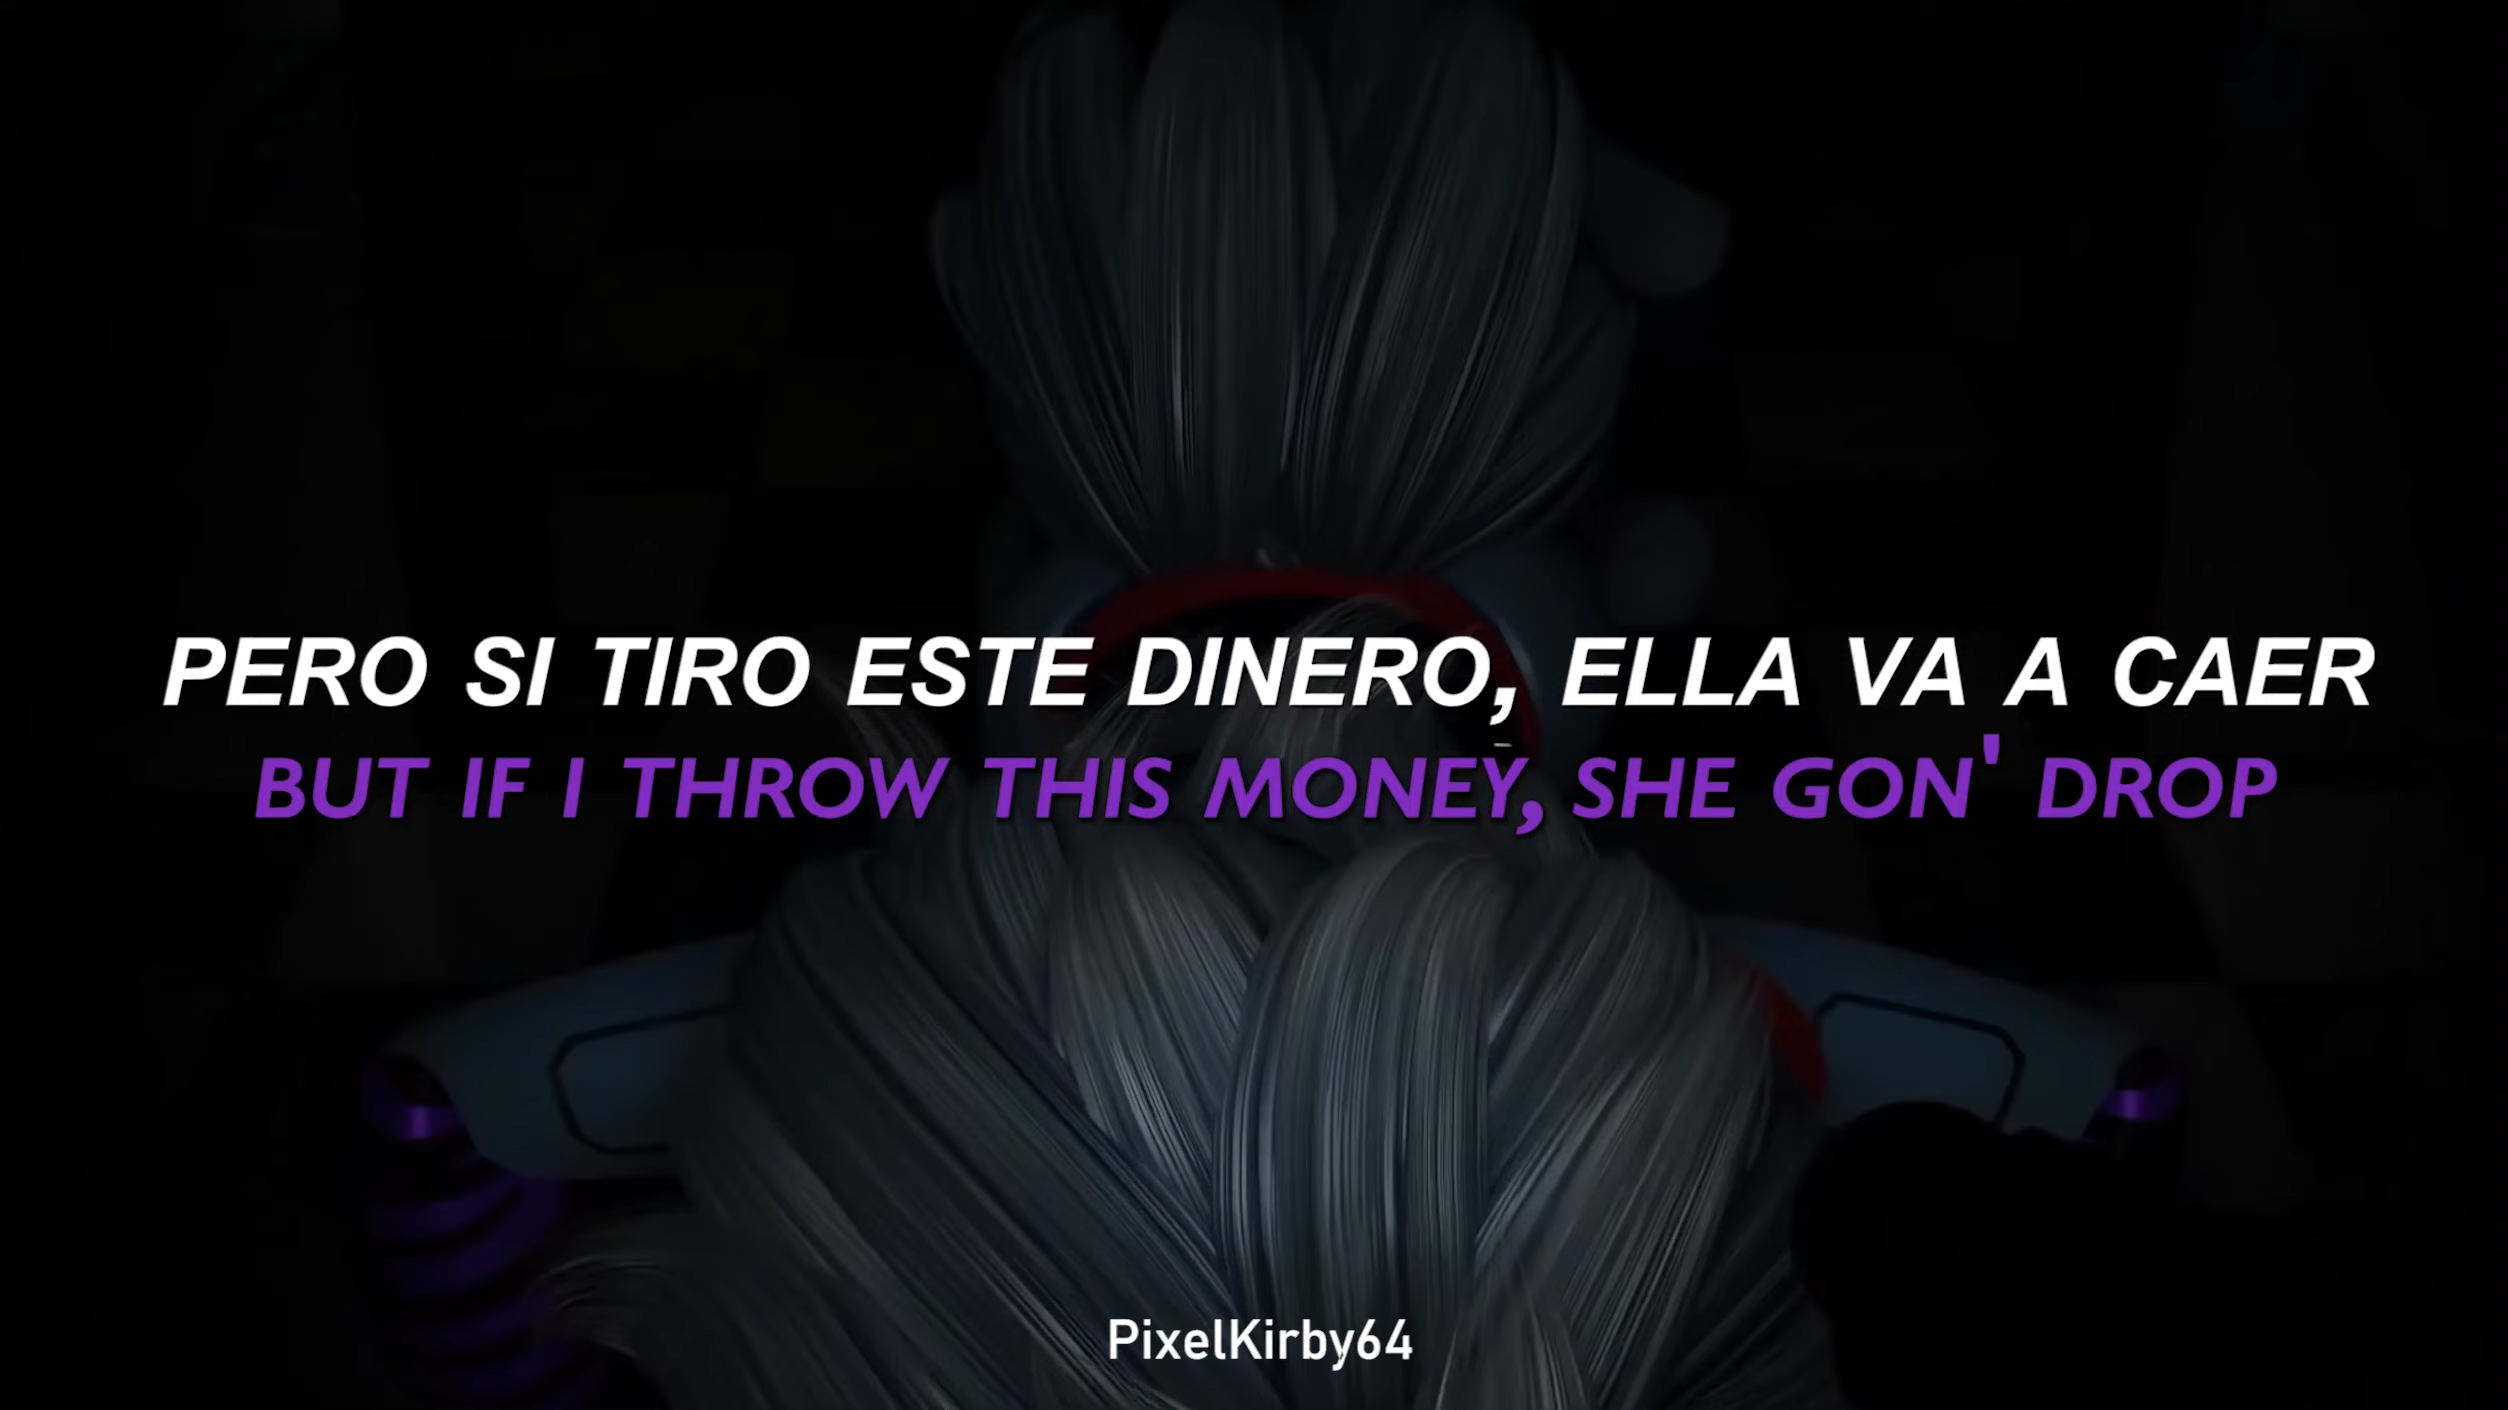 PERO SI TIRO ESTE DINERO, ELLA VA A CAER
BUT IF I THROW THIS MONEY, SHE GON' DROP
PixelKirby64